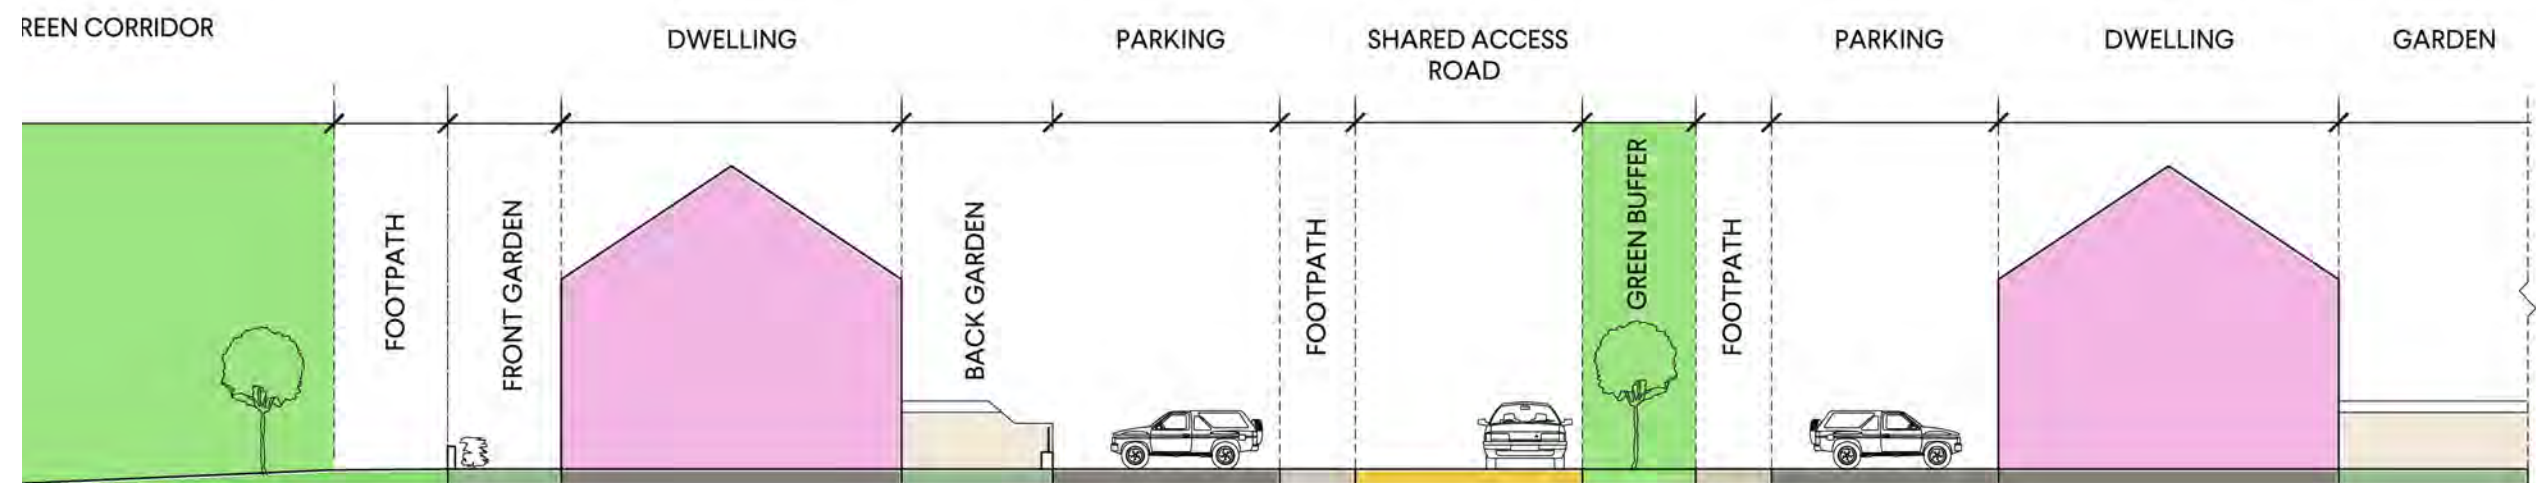 REEN CORRIDOR
DWELLING
PARKING
SHARED ACCESS
ROAD
PARKING
DWELLING
GARDEN
FOOTPATH
FRONT GARDEN
BACK GARDEN
FOOTPATH
GREEN BUFFER
FOOTPATH